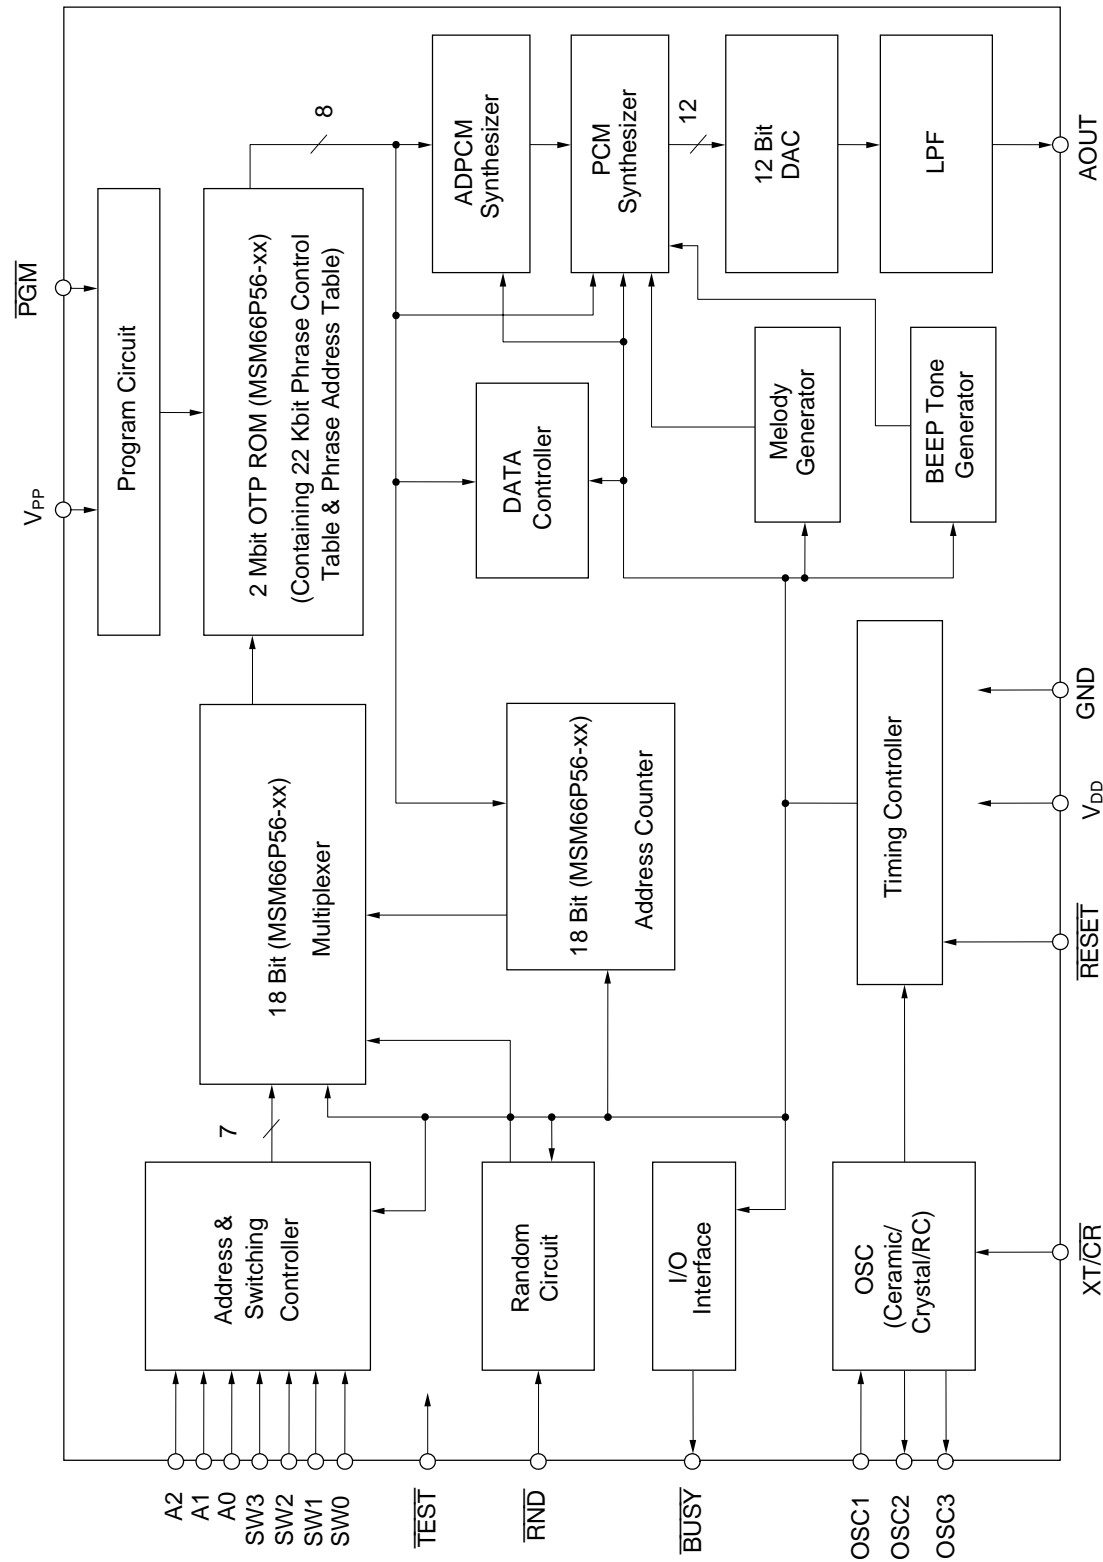 A2
A1
A0
SW3
SW2
SW1
SW0
TEST
RND
BUSY
OSC1
OSC2
OSC3
Address &
Switching
Controller
7
Random
Circuit
I/O
Interface
OSC
(Ceramic/
Crystal/RC)
XT/CR
18 Bit (MSM66P56-xx)
Multiplexer
18 Bit (MSM66P56-xx)
Address Counter
Timing Controller
RESET
VDD
GND
VPP
PGM
Program Circuit
2 Mbit OTP ROM (MSM66P56-xx)
(Containing 22 Kbit Phrase Control
Table & Phrase Address Table)
8
DATA
Controller
Melody
Generator
BEEP Tone
Generator
ADPCM
Synthesizer
PCM
Synthesizer
12
12 Bit
DAC
LPF
AOUT